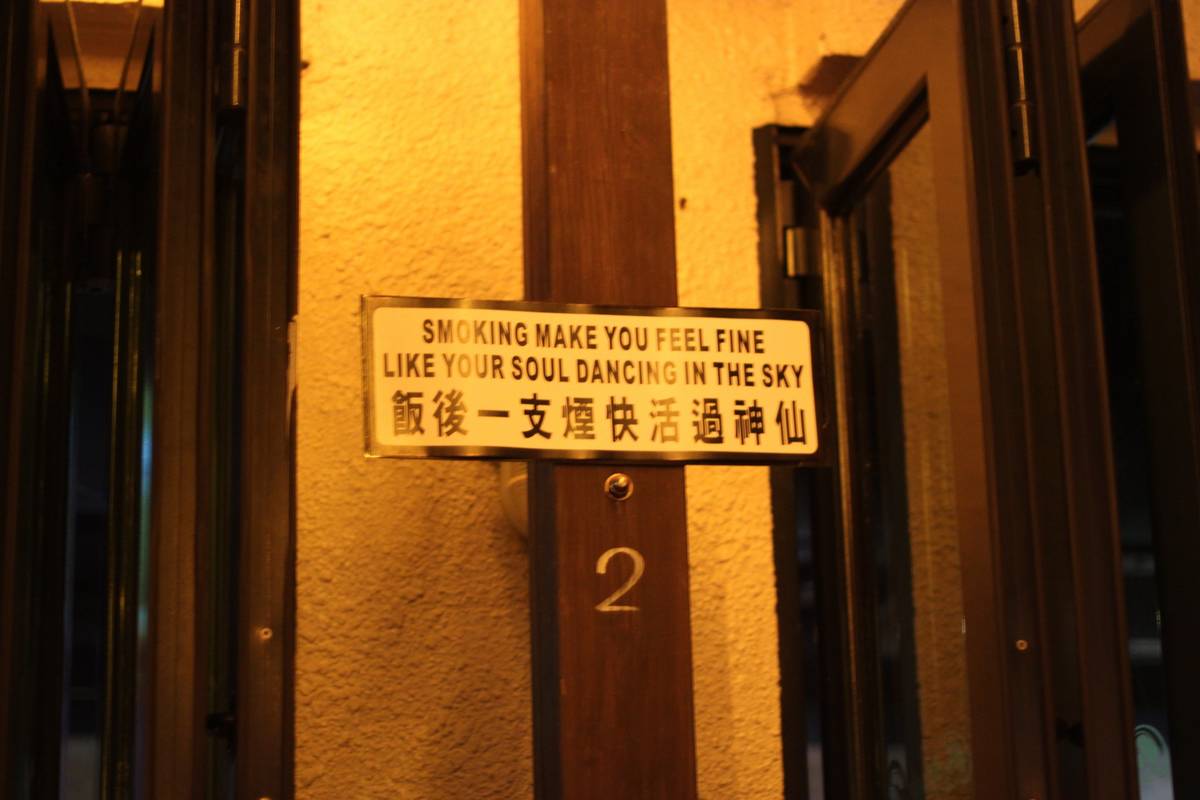 SMOKING MAKE YOU FEEL FINE
LIKE YOUR SOUL DANCING IN THE SKY
飯後一支煙快活過神仙
2